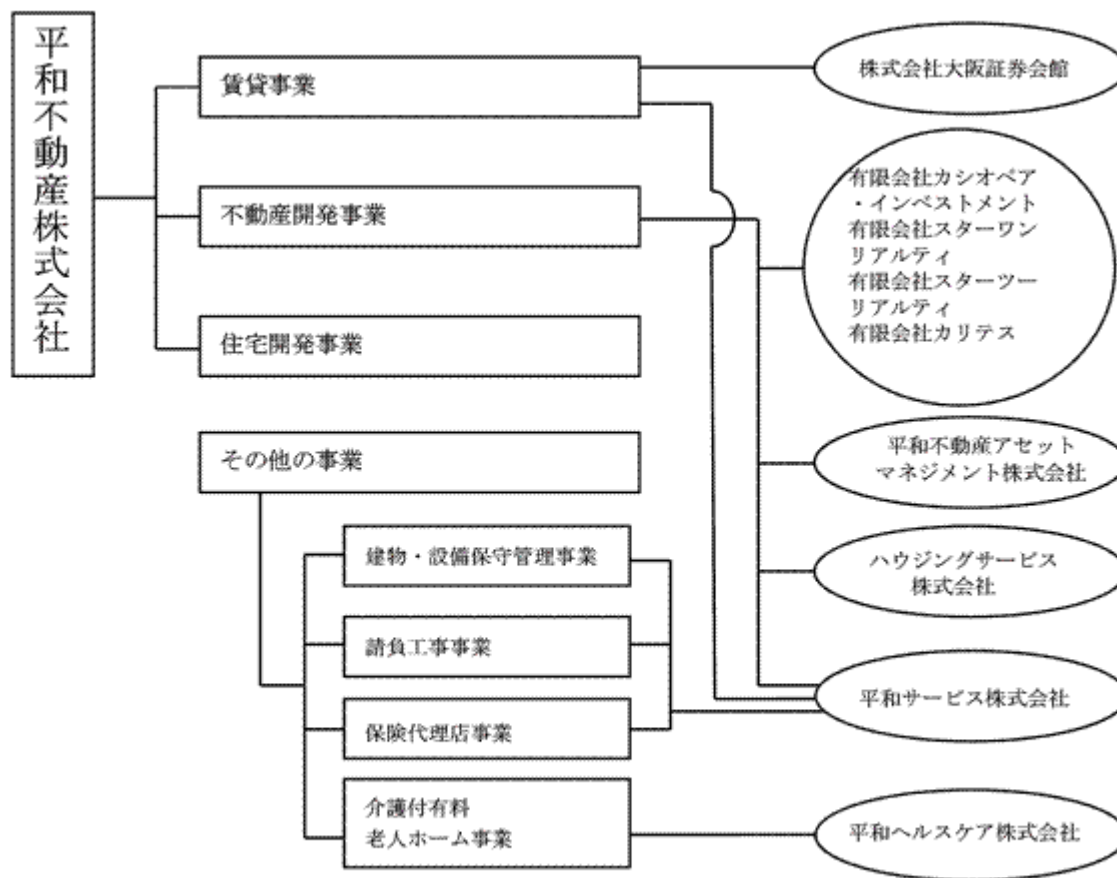 平和不動産株式会社
賃貸事業
不動産開発事業
住宅開発事業
その他の事業
建物・設備保守管理事業
請負工事事業
保険代理店事業
介護付有料
老人ホーム事業
株式会社大阪証券会館
有限会社カシオペア
・インベストメント
有限会社スターワン
リアルティ
有限会社スターツー
リアルティ
有限会社カリテス
平和不動産アセット
マネジメント株式会社
ハウジングサービス
株式会社
平和サービス株式会社
平和ヘルスケア株式会社